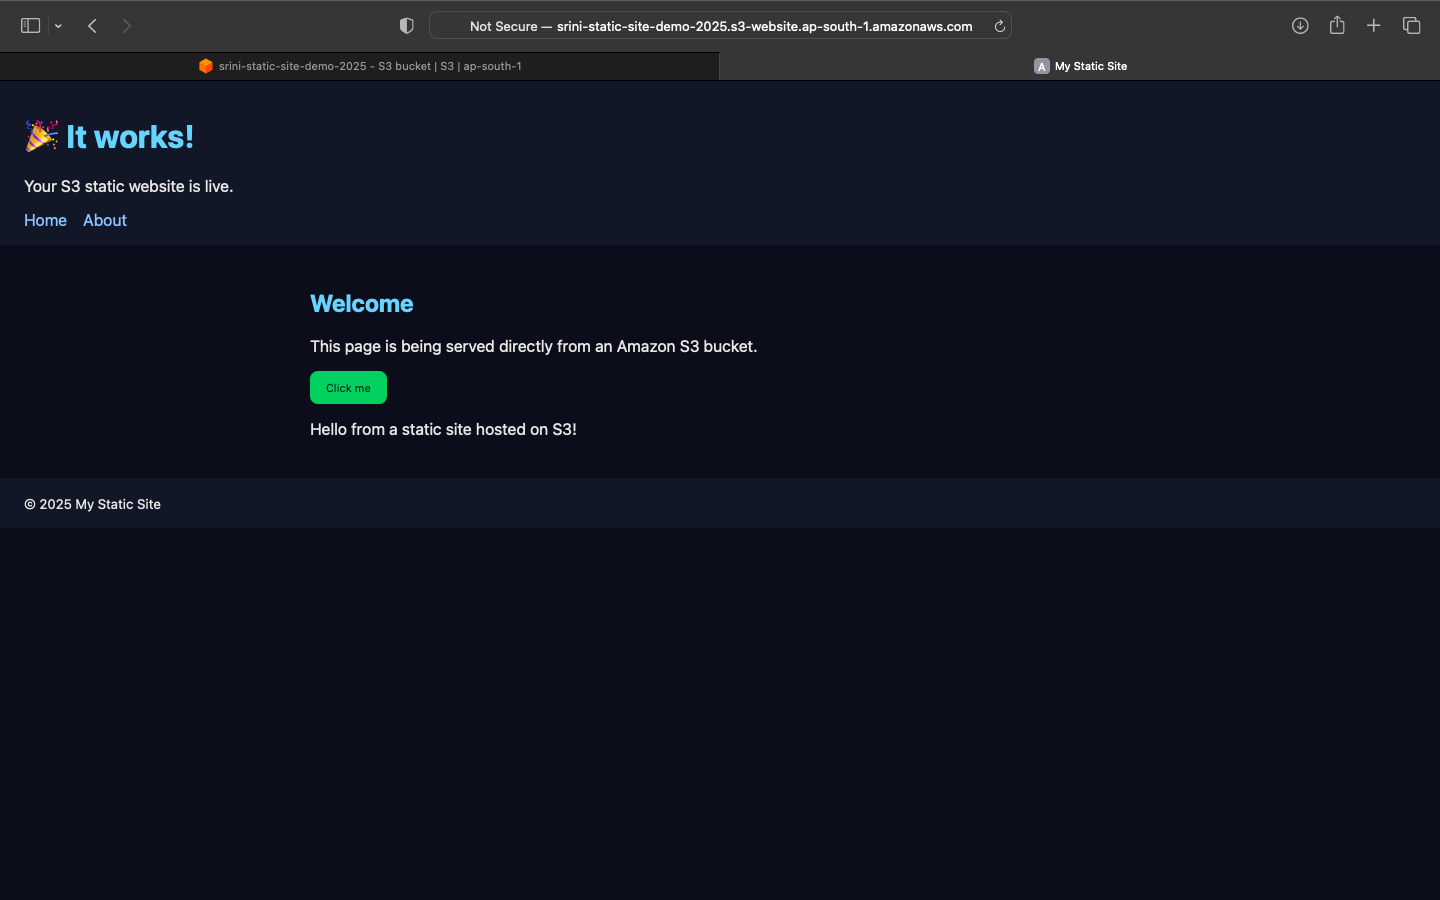 Not Secure — srini-static-site-demo-2025.s3-website.ap-south-1.amazonaws.com
srini-static-site-demo-2025 - S3 bucket | S3 | ap-south-1
A My Static Site
🎉 It works!
Your S3 static website is live.
Home About
Welcome
This page is being served directly from an Amazon S3 bucket.
Click me
Hello from a static site hosted on S3!
© 2025 My Static Site